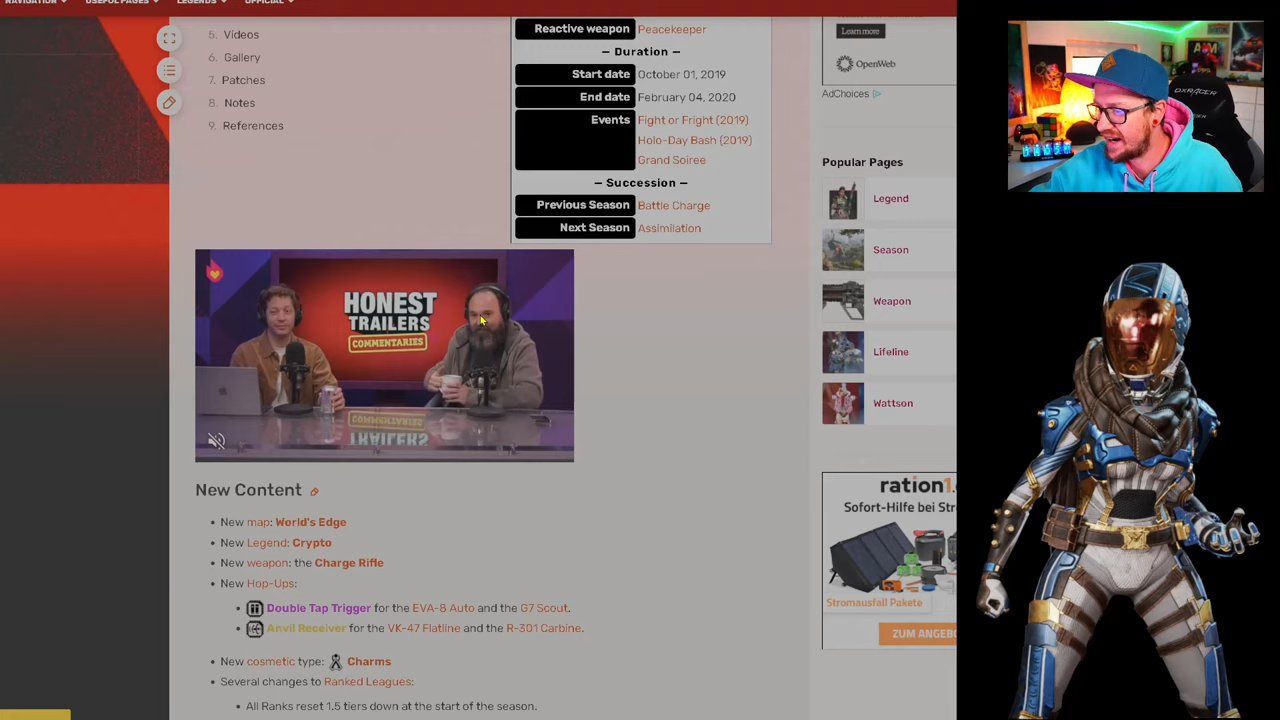 NAVIGATION
USEFUL PAGES
LEGENDS
OFFICIAL
5. Videos
6. Gallery
7. Patches
8. Notes
9. References
Reactive weapon Peacekeeper
— Duration —
Start date October 01, 2019
End date February 04, 2020
Events Fight or Fright (2019)
Holo-Day Bash (2019)
Grand Soiree
— Succession —
Previous Season Battle Charge
Next Season Assimilation
Learn more
OpenWeb
AdChoices
Popular Pages
Legend
Season
Weapon
Lifeline
Wattson
HONEST
TRAILERS
COMMENTARIES
New Content
• New map: World's Edge
• New Legend: Crypto
• New weapon: the Charge Rifle
• New Hop-Ups:
• Double Tap Trigger for the EVA-8 Auto and the G7 Scout.
• Anvil Receiver for the VK-47 Flatline and the R-301 Carbine.
• New cosmetic type: Charms
• Several changes to Ranked Leagues:
• All Ranks reset 1.5 tiers down at the start of the season.
ration1.
Sofort-Hilfe bei Str
Stromausfall Pakete
ZUM ANGEB
DXRACER